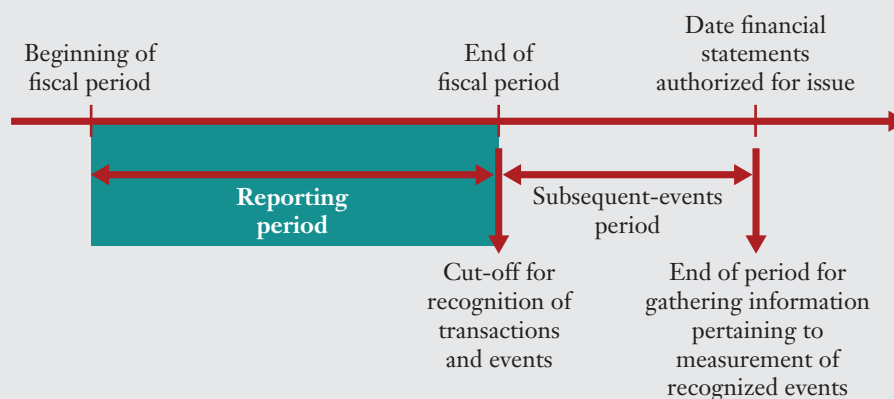 Beginning of
fiscal period
End of
fiscal period
Date financial
statements
authorized for issue
Reporting
period
Subsequent-events
period
Cut-off for
recognition of
transactions
and events
End of period for
gathering information
pertaining to
measurement of
recognized events